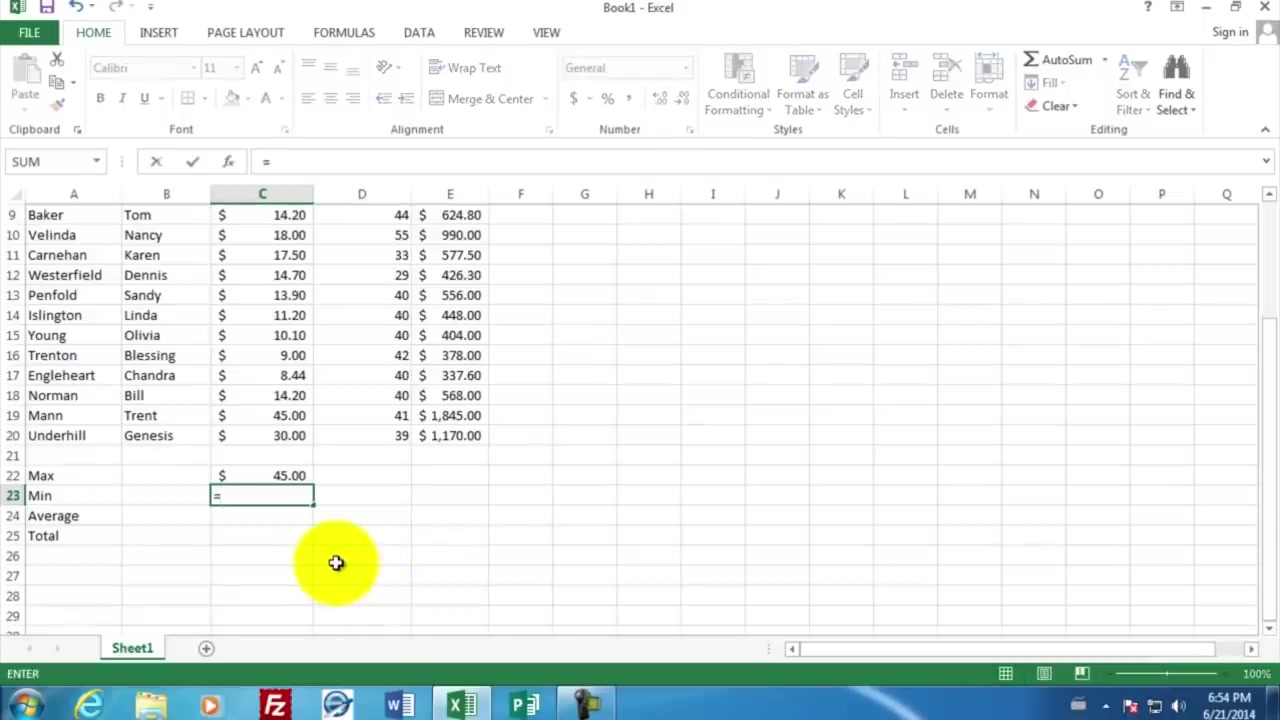 Book1 - Excel
?
FILE HOME INSERT PAGE LAYOUT FORMULAS DATA REVIEW VIEW Sign in
Paste Calibri 11 A A Wrap Text General Conditional Formatting Format as Table Cell Styles Insert Delete Format AutoSum Fill Clear Sort & Filter Find & Select
B I U A Merge & Center $ % , .0 .00 .00 .0
Clipboard Font Alignment Number Styles Cells Editing
SUM fx =
A B C D E F G H I J K L M N O P Q
9 Baker Tom $ 14.20 44 $ 624.80
10 Velinda Nancy $ 18.00 55 $ 990.00
11 Carnehan Karen $ 17.50 33 $ 577.50
12 Westerfield Dennis $ 14.70 29 $ 426.30
13 Penfold Sandy $ 13.90 40 $ 556.00
14 Islington Linda $ 11.20 40 $ 448.00
15 Young Olivia $ 10.10 40 $ 404.00
16 Trenton Blessing $ 9.00 42 $ 378.00
17 Engleheart Chandra $ 8.44 40 $ 337.60
18 Norman Bill $ 14.20 40 $ 568.00
19 Mann Trent $ 45.00 41 $ 1,845.00
20 Underhill Genesis $ 30.00 39 $ 1,170.00
21
22 Max $ 45.00
23 Min =
24 Average
25 Total
26
27
28
29
Sheet1
ENTER 100%
6:54 PM
6/21/2014